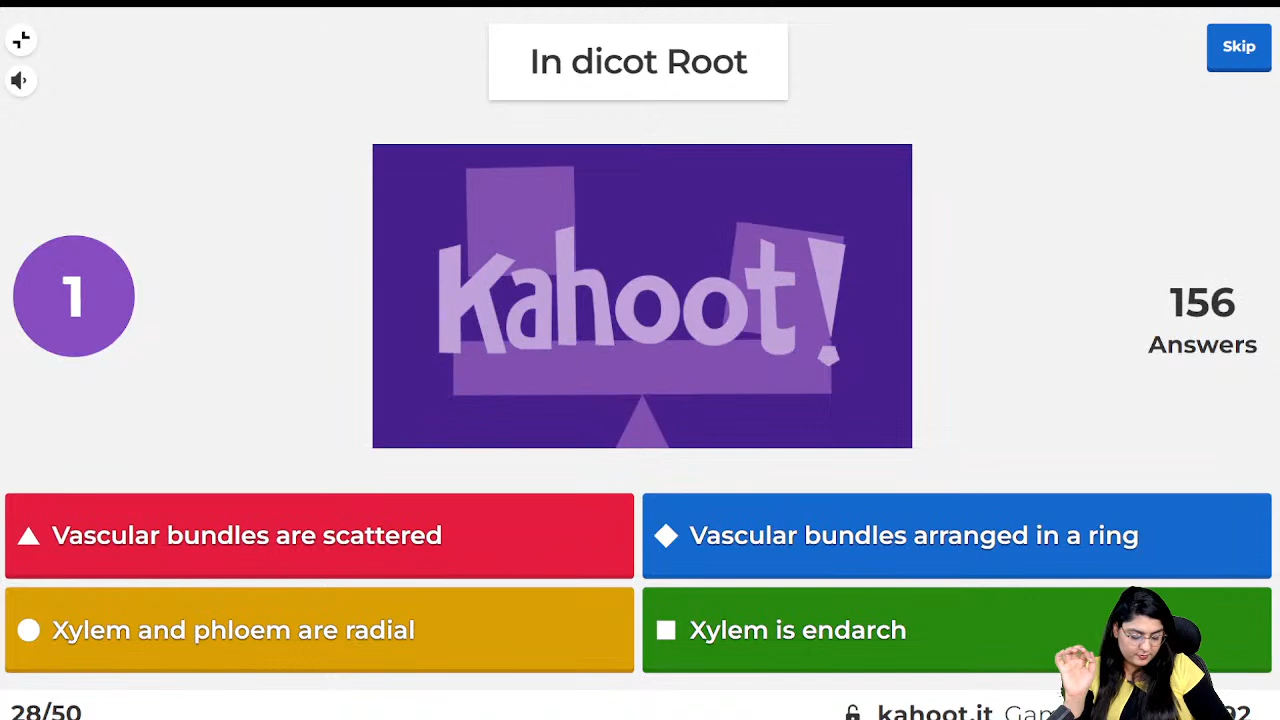 In dicot Root
Skip
Kahoot!
1
156
Answers
Vascular bundles are scattered
Vascular bundles arranged in a ring
Xylem and phloem are radial
Xylem is endarch
28/50
kahoot.it